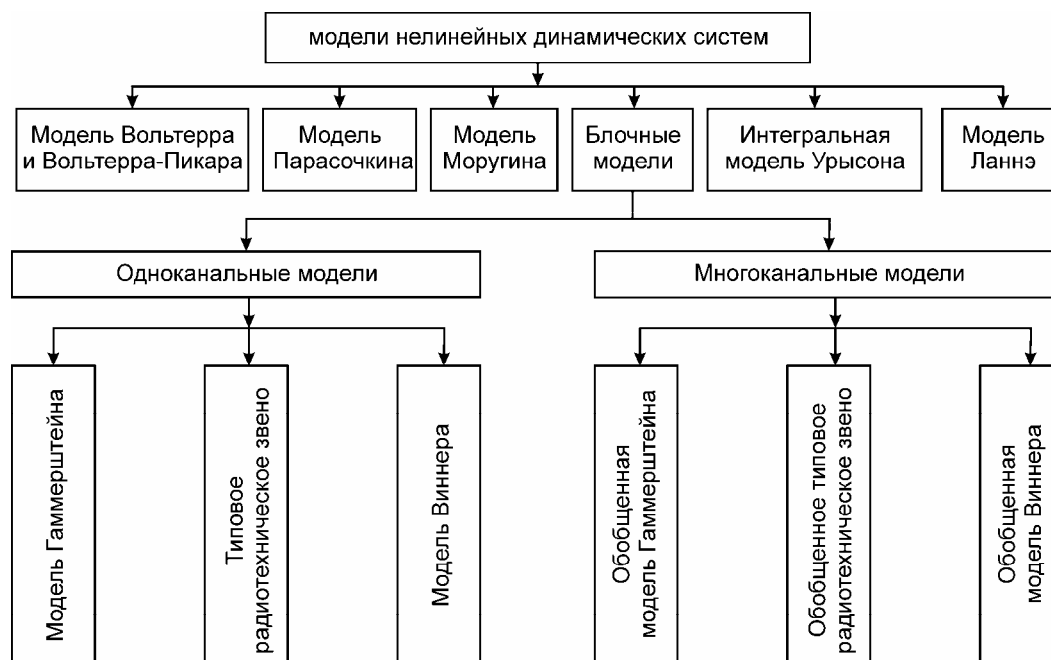 модели нелинейных динамических систем
Модель Вольтерра
и Вольтерра-Пикара
Модель
Парасочкина
Модель
Моругина
Блочные
модели
Интегральная
модель Урысона
Модель
Ланнэ
Одноканальные модели
Многоканальные модели
Модель Гаммерштейна
Типовое
радиотехническое звено
Модель Виннера
Обобщенная
модель Гаммерштейна
Обобщенное типовое
радиотехническое звено
Обобщенная
модель Виннера